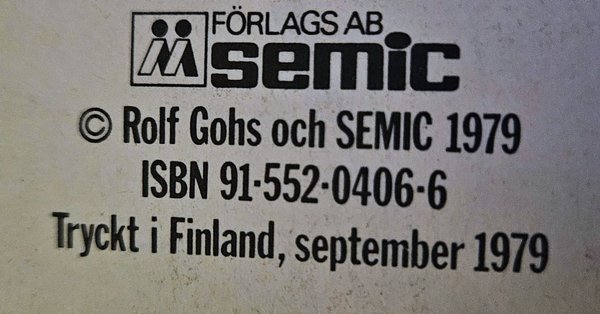 FÖRLAGS AB
semic
© Rolf Gohs och SEMIC 1979
ISBN 91-552-0406-6
Tryckt i Finland, september 1979